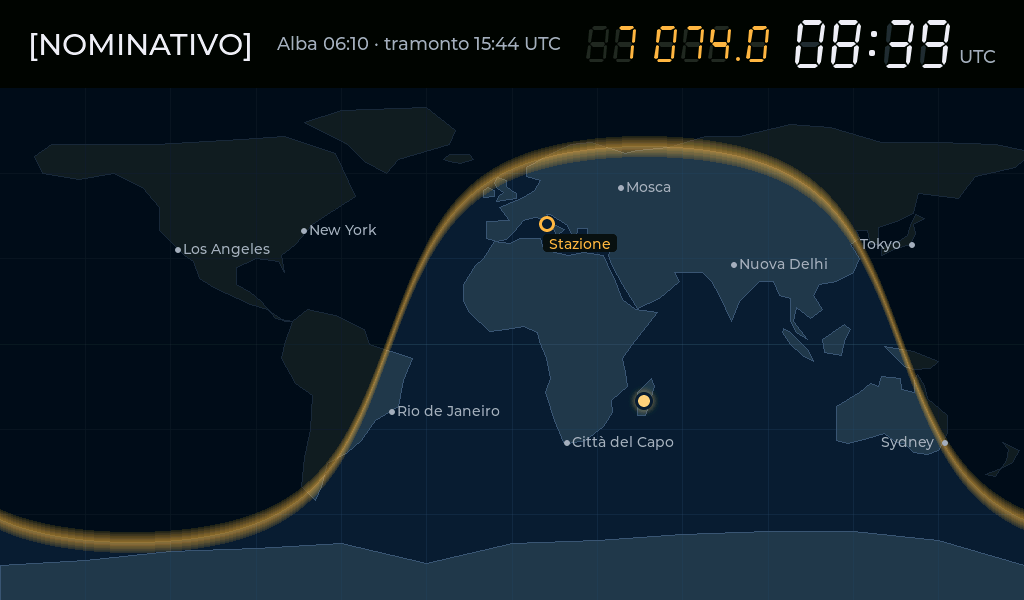 [NOMINATIVO]
Alba 06:10 · tramonto 15:44 UTC
7 074.0
08:39 UTC
Mosca
New York
Los Angeles
Stazione
Tokyo
Nuova Delhi
Rio de Janeiro
Città del Capo
Sydney